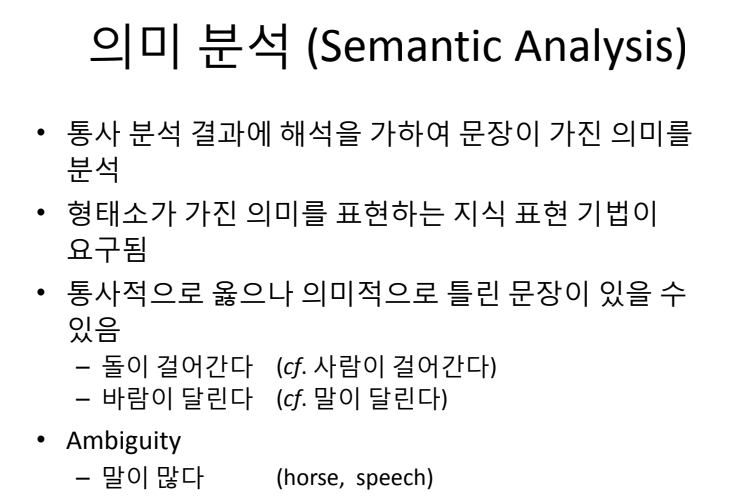 의미 분석 (Semantic Analysis)
• 통사 분석 결과에 해석을 가하여 문장이 가진 의미를
분석
• 형태소가 가진 의미를 표현하는 지식 표현 기법이
요구됨
• 통사적으로 옳으나 의미적으로 틀린 문장이 있을 수
있음
– 돌이 걸어간다 (cf. 사람이 걸어간다)
– 바람이 달린다 (cf. 말이 달린다)
• Ambiguity
– 말이 많다 (horse, speech)